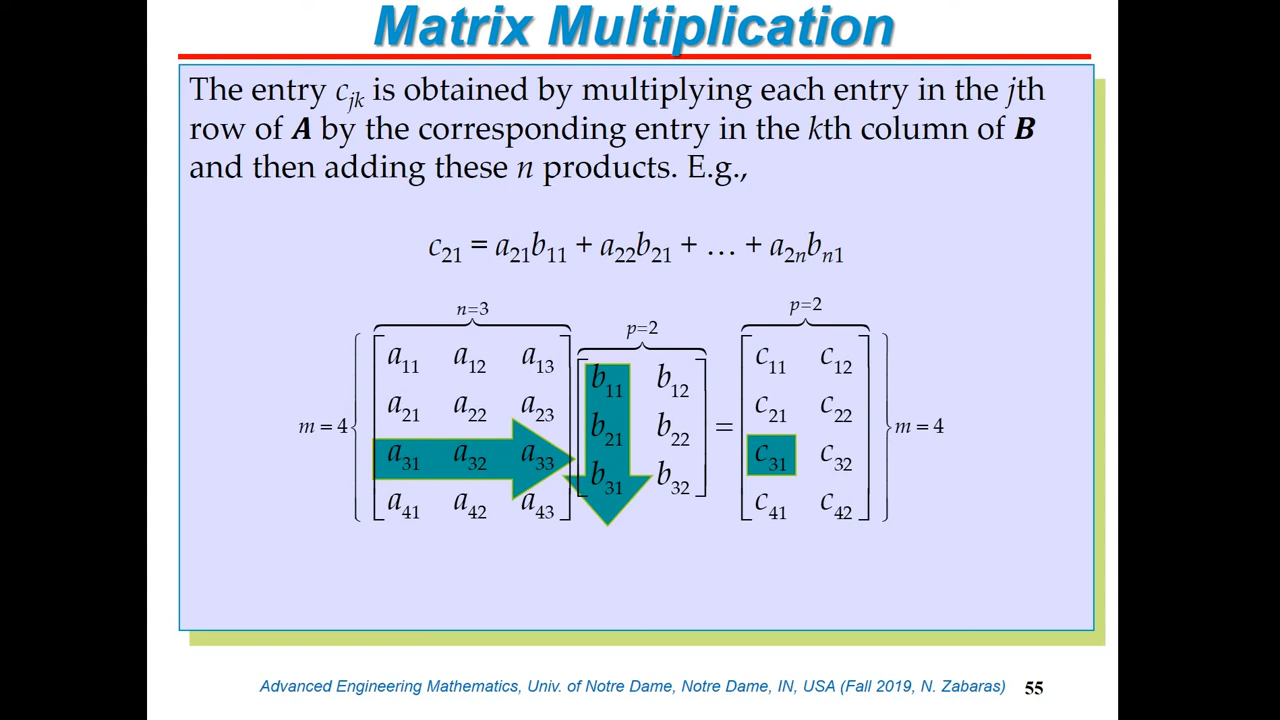 Matrix Multiplication
The entry c_jk is obtained by multiplying each entry in the jth
row of A by the corresponding entry in the kth column of B
and then adding these n products. E.g.,
c_21 = a_21b_11 + a_22b_21 + … + a_2nb_n1
n=3 p=2 p=2
a_11 a_12 a_13 b_11 b_12 c_11 c_12
a_21 a_22 a_23 b_21 b_22 c_21 c_22
m = 4 = m = 4
a_31 a_32 a_33 b_31 b_32 c_31 c_32
a_41 a_42 a_43 c_41 c_42
Advanced Engineering Mathematics, Univ. of Notre Dame, Notre Dame, IN, USA (Fall 2019, N. Zabaras) 55